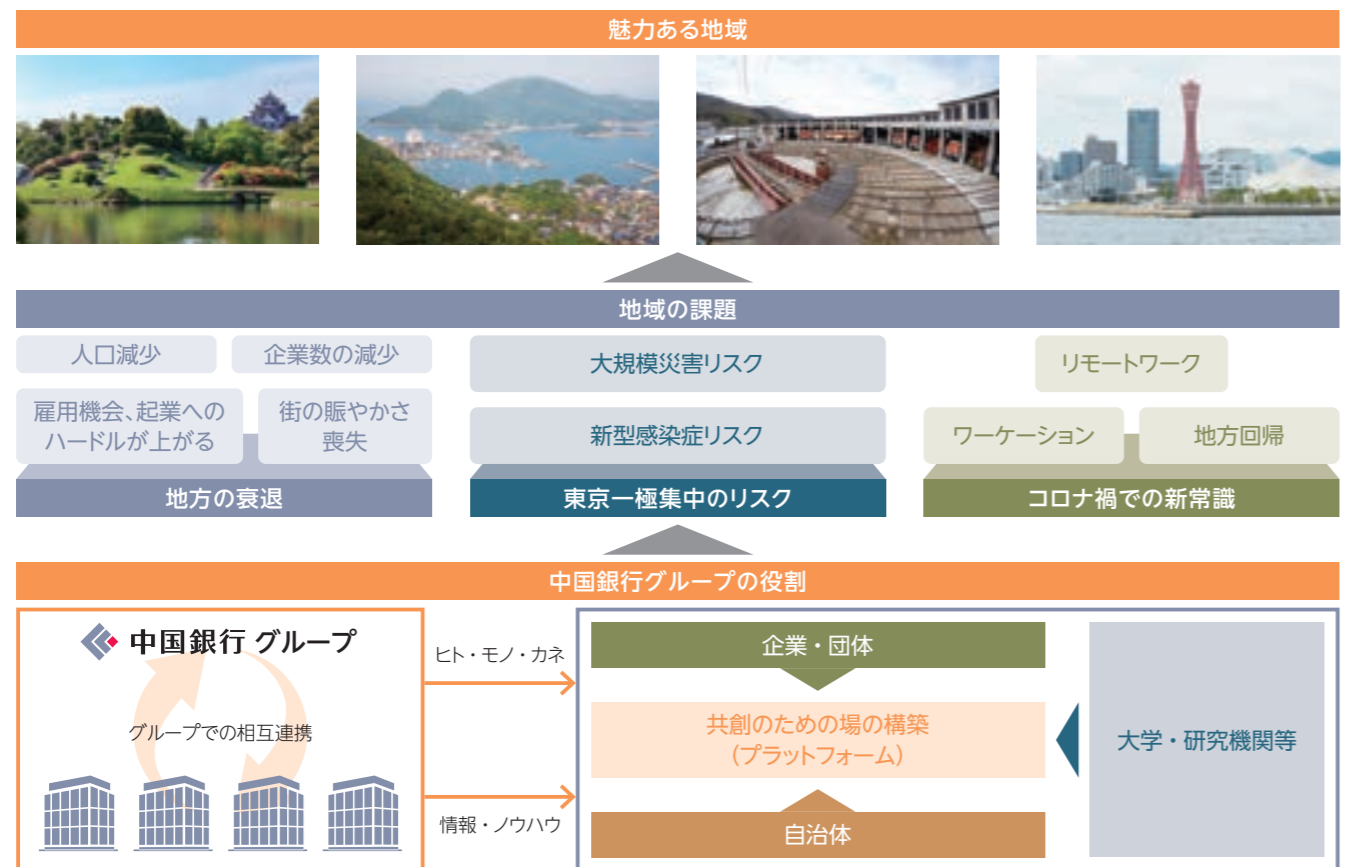 魅力ある地域
地域の課題
人口減少
企業数の減少
雇用機会、起業への
ハードルが上がる
街の賑やかさ
喪失
地方の衰退
大規模災害リスク
新型感染症リスク
東京一極集中のリスク
リモートワーク
ワーケーション
地方回帰
コロナ禍での新常識
中国銀行グループの役割
中国銀行 グループ
グループでの相互連携
ヒト・モノ・カネ
情報・ノウハウ
企業・団体
共創のための場の構築
(プラットフォーム)
自治体
大学・研究機関等